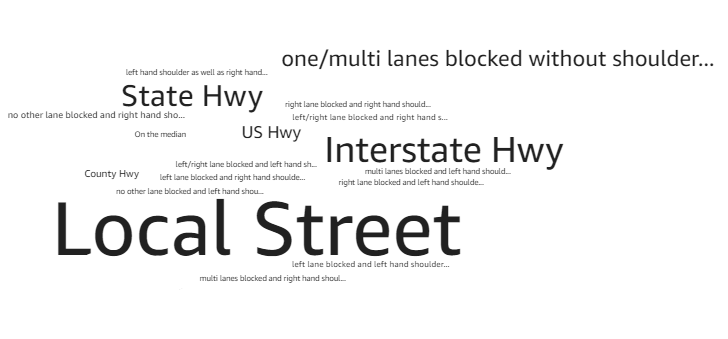 one/multi lanes blocked without shoulder...
left hand shoulder as well as right hand...
State Hwy
right lane blocked and right hand should...
no other lane blocked and right hand sho...
left/right lane blocked and right hand s...
US Hwy
On the median
Interstate Hwy
left/right lane blocked and left hand sh...
multi lanes blocked and left hand should...
County Hwy
left lane blocked and right hand shoulde...
right lane blocked and left hand shoulde...
no other lane blocked and left hand shou...
Local Street
left lane blocked and left hand shoulder...
multi lanes blocked and right hand shoul...